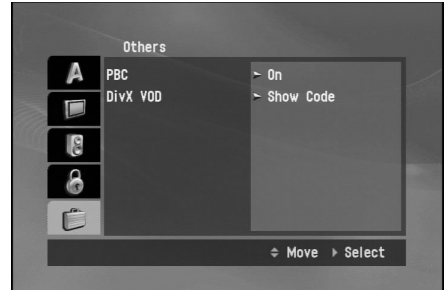 Others
A
PBC ► On
DivX VOD ► Show Code
Move Select